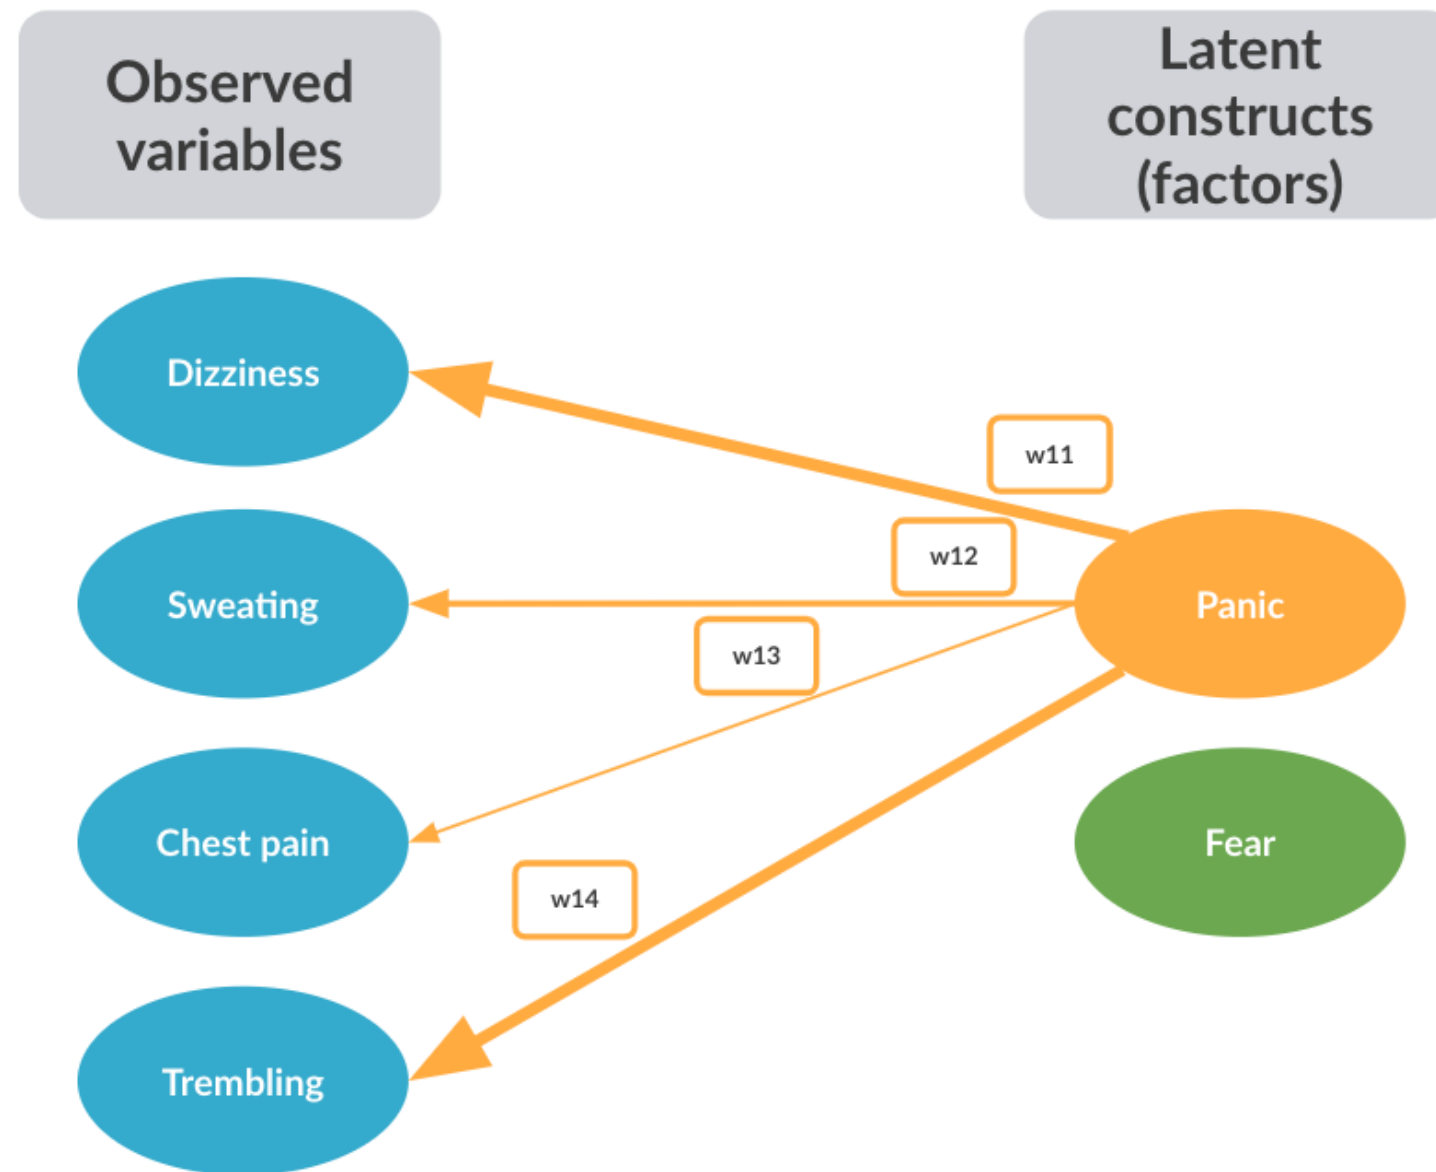 Observed
variables
Latent
constructs
(factors)
Dizziness
w11
w12
Sweating
Panic
w13
Chest pain
Fear
w14
Trembling